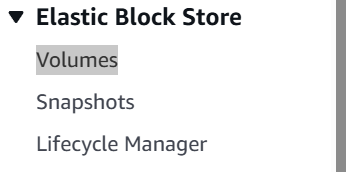 Elastic Block Store
Volumes
Snapshots
Lifecycle Manager